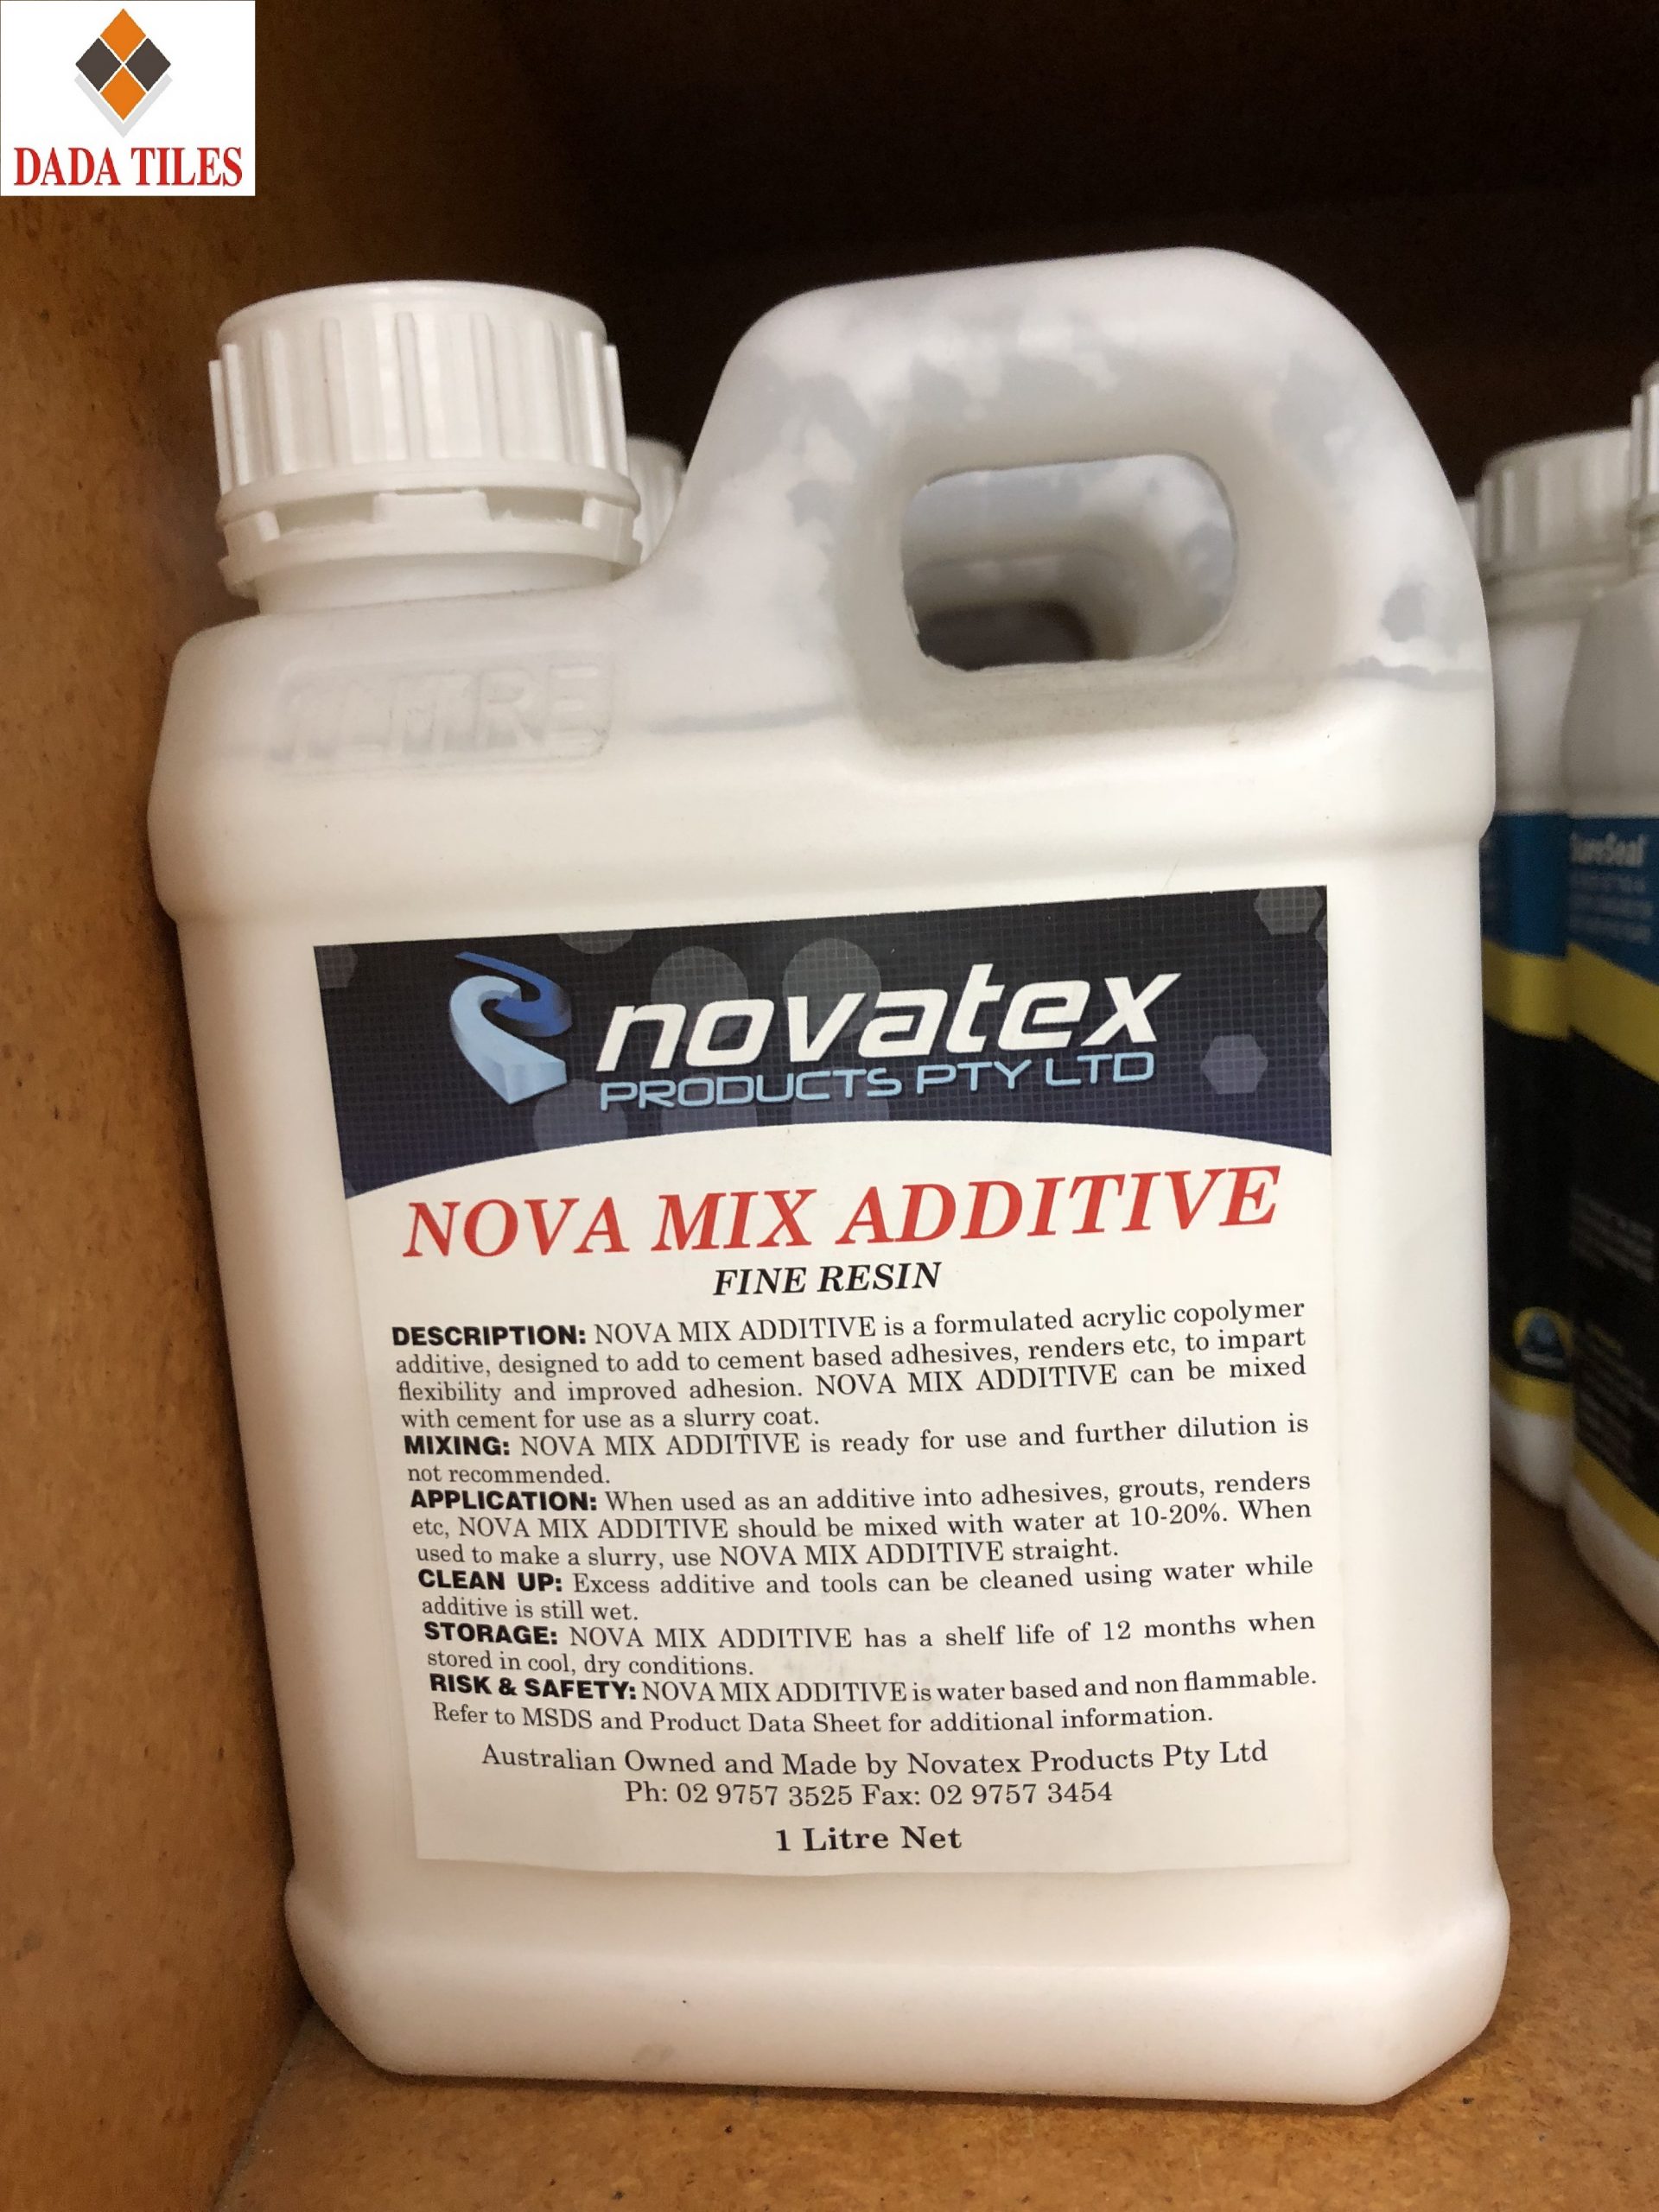 DADA TILES
1 LITRE
novatex
PRODUCTS PTY LTD
NOVA MIX ADDITIVE
FINE RESIN
DESCRIPTION: NOVA MIX ADDITIVE is a formulated acrylic copolymer
additive, designed to add to cement based adhesives, renders etc, to impart
flexibility and improved adhesion. NOVA MIX ADDITIVE can be mixed
with cement for use as a slurry coat.
MIXING: NOVA MIX ADDITIVE is ready for use and further dilution is
not recommended.
APPLICATION: When used as an additive into adhesives, grouts, renders
etc, NOVA MIX ADDITIVE should be mixed with water at 10-20%. When
used to make a slurry, use NOVA MIX ADDITIVE straight.
CLEAN UP: Excess additive and tools can be cleaned using water while
additive is still wet.
STORAGE: NOVA MIX ADDITIVE has a shelf life of 12 months when
stored in cool, dry conditions.
RISK & SAFETY: NOVA MIX ADDITIVE is water based and non flammable.
Refer to MSDS and Product Data Sheet for additional information.
Australian Owned and Made by Novatex Products Pty Ltd
Ph: 02 9757 3525 Fax: 02 9757 3454
1 Litre Net